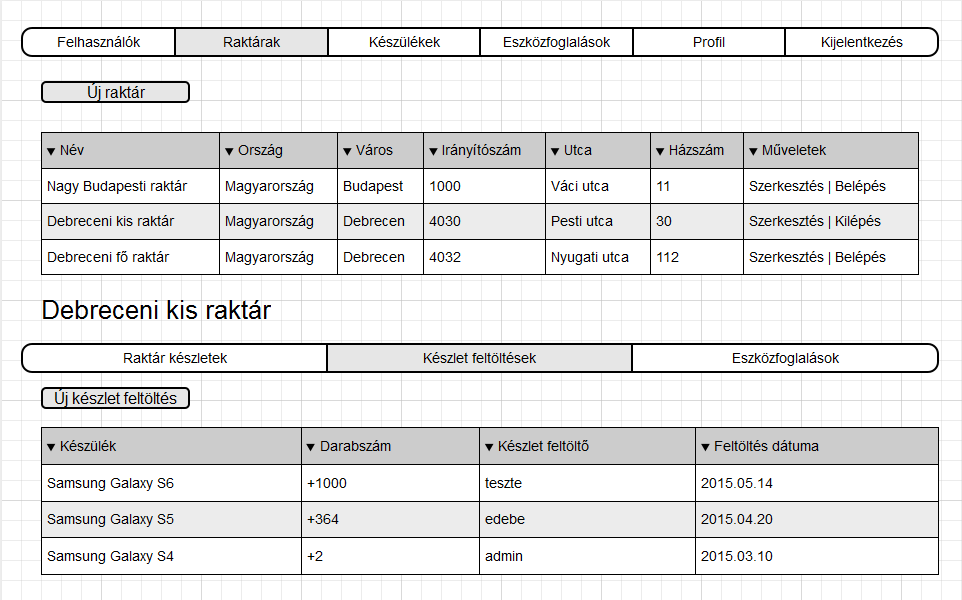 Felhasználók Raktárak Készülékek Eszközfoglalások Profil Kijelentkezés
Új raktár
▼ Név ▼ Ország ▼ Város ▼ Irányítószám ▼ Utca ▼ Házszám ▼ Műveletek
Nagy Budapesti raktár Magyarország Budapest 1000 Váci utca 11 Szerkesztés | Belépés
Debreceni kis raktár Magyarország Debrecen 4030 Pesti utca 30 Szerkesztés | Kilépés
Debreceni fő raktár Magyarország Debrecen 4032 Nyugati utca 112 Szerkesztés | Belépés
Debreceni kis raktár
Raktár készletek Készlet feltöltések Eszközfoglalások
Új készlet feltöltés
▼ Készülék ▼ Darabszám ▼ Készlet feltöltő ▼ Feltöltés dátuma
Samsung Galaxy S6 +1000 teszte 2015.05.14
Samsung Galaxy S5 +364 edebe 2015.04.20
Samsung Galaxy S4 +2 admin 2015.03.10